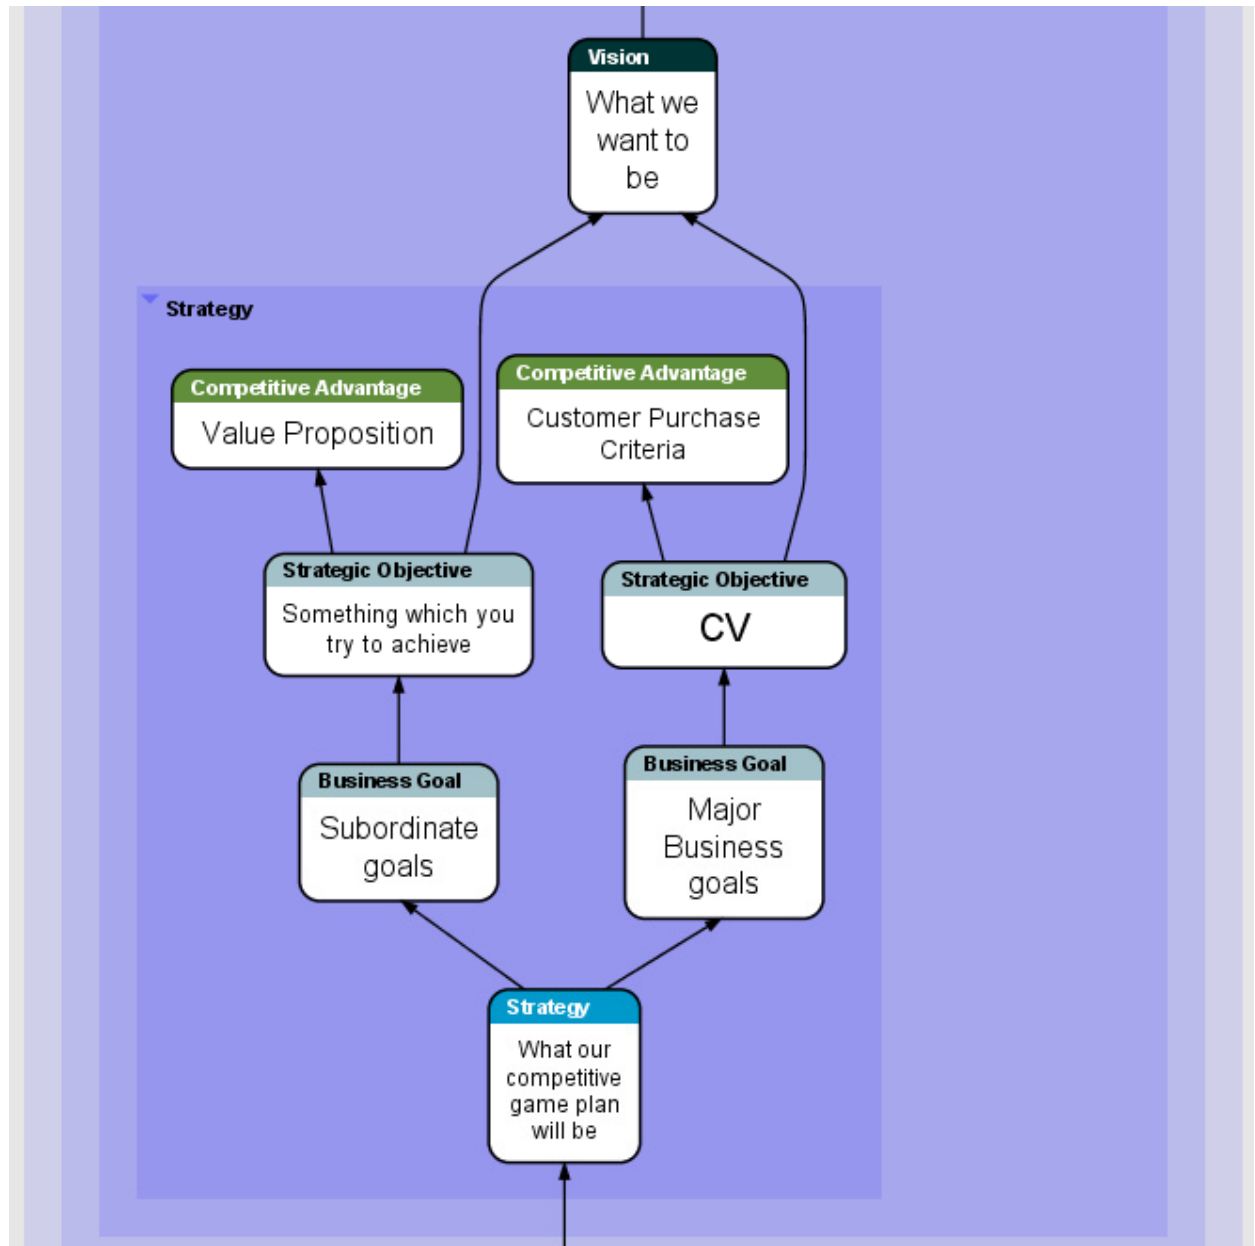 Vision
What we
want to
be
Strategy
Competitive Advantage
Value Proposition
Competitive Advantage
Customer Purchase
Criteria
Strategic Objective
Something which you
try to achieve
Strategic Objective
CV
Business Goal
Subordinate
goals
Business Goal
Major
Business
goals
Strategy
What our
competitive
game plan
will be